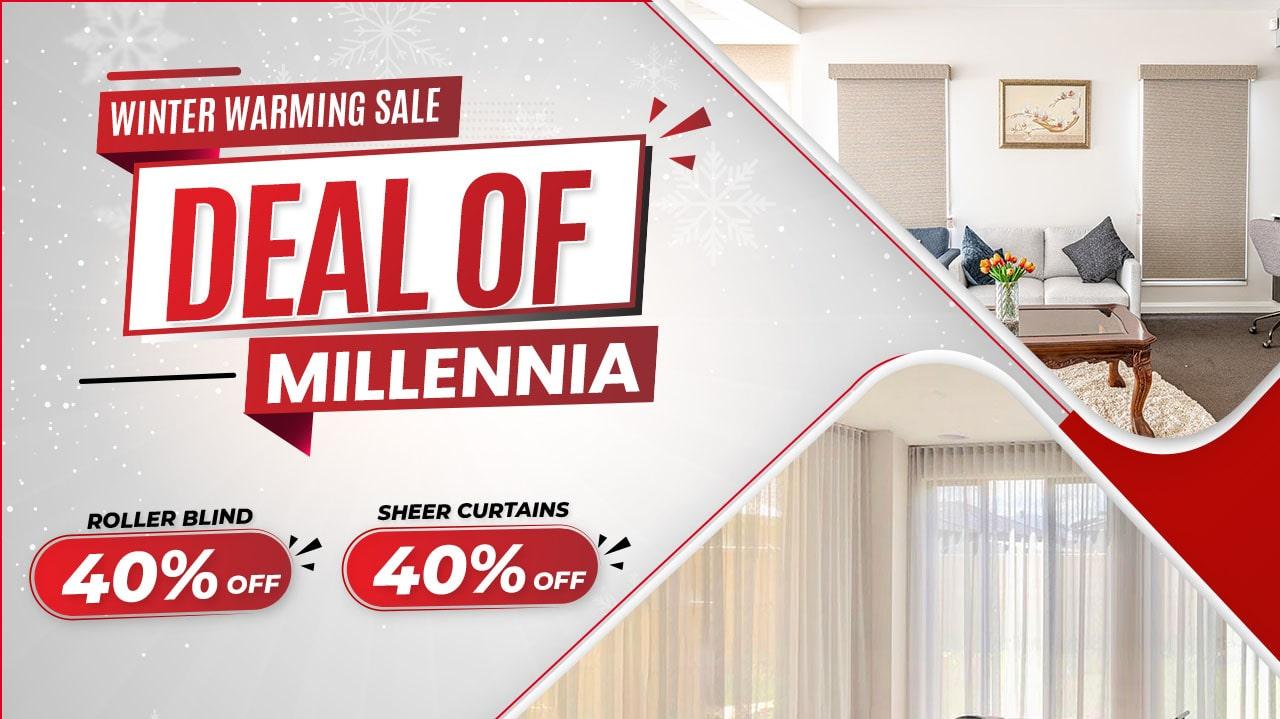 WINTER WARMING SALE
DEAL OF
MILLENNIA
ROLLER BLIND
40% OFF
SHEER CURTAINS
40% OFF